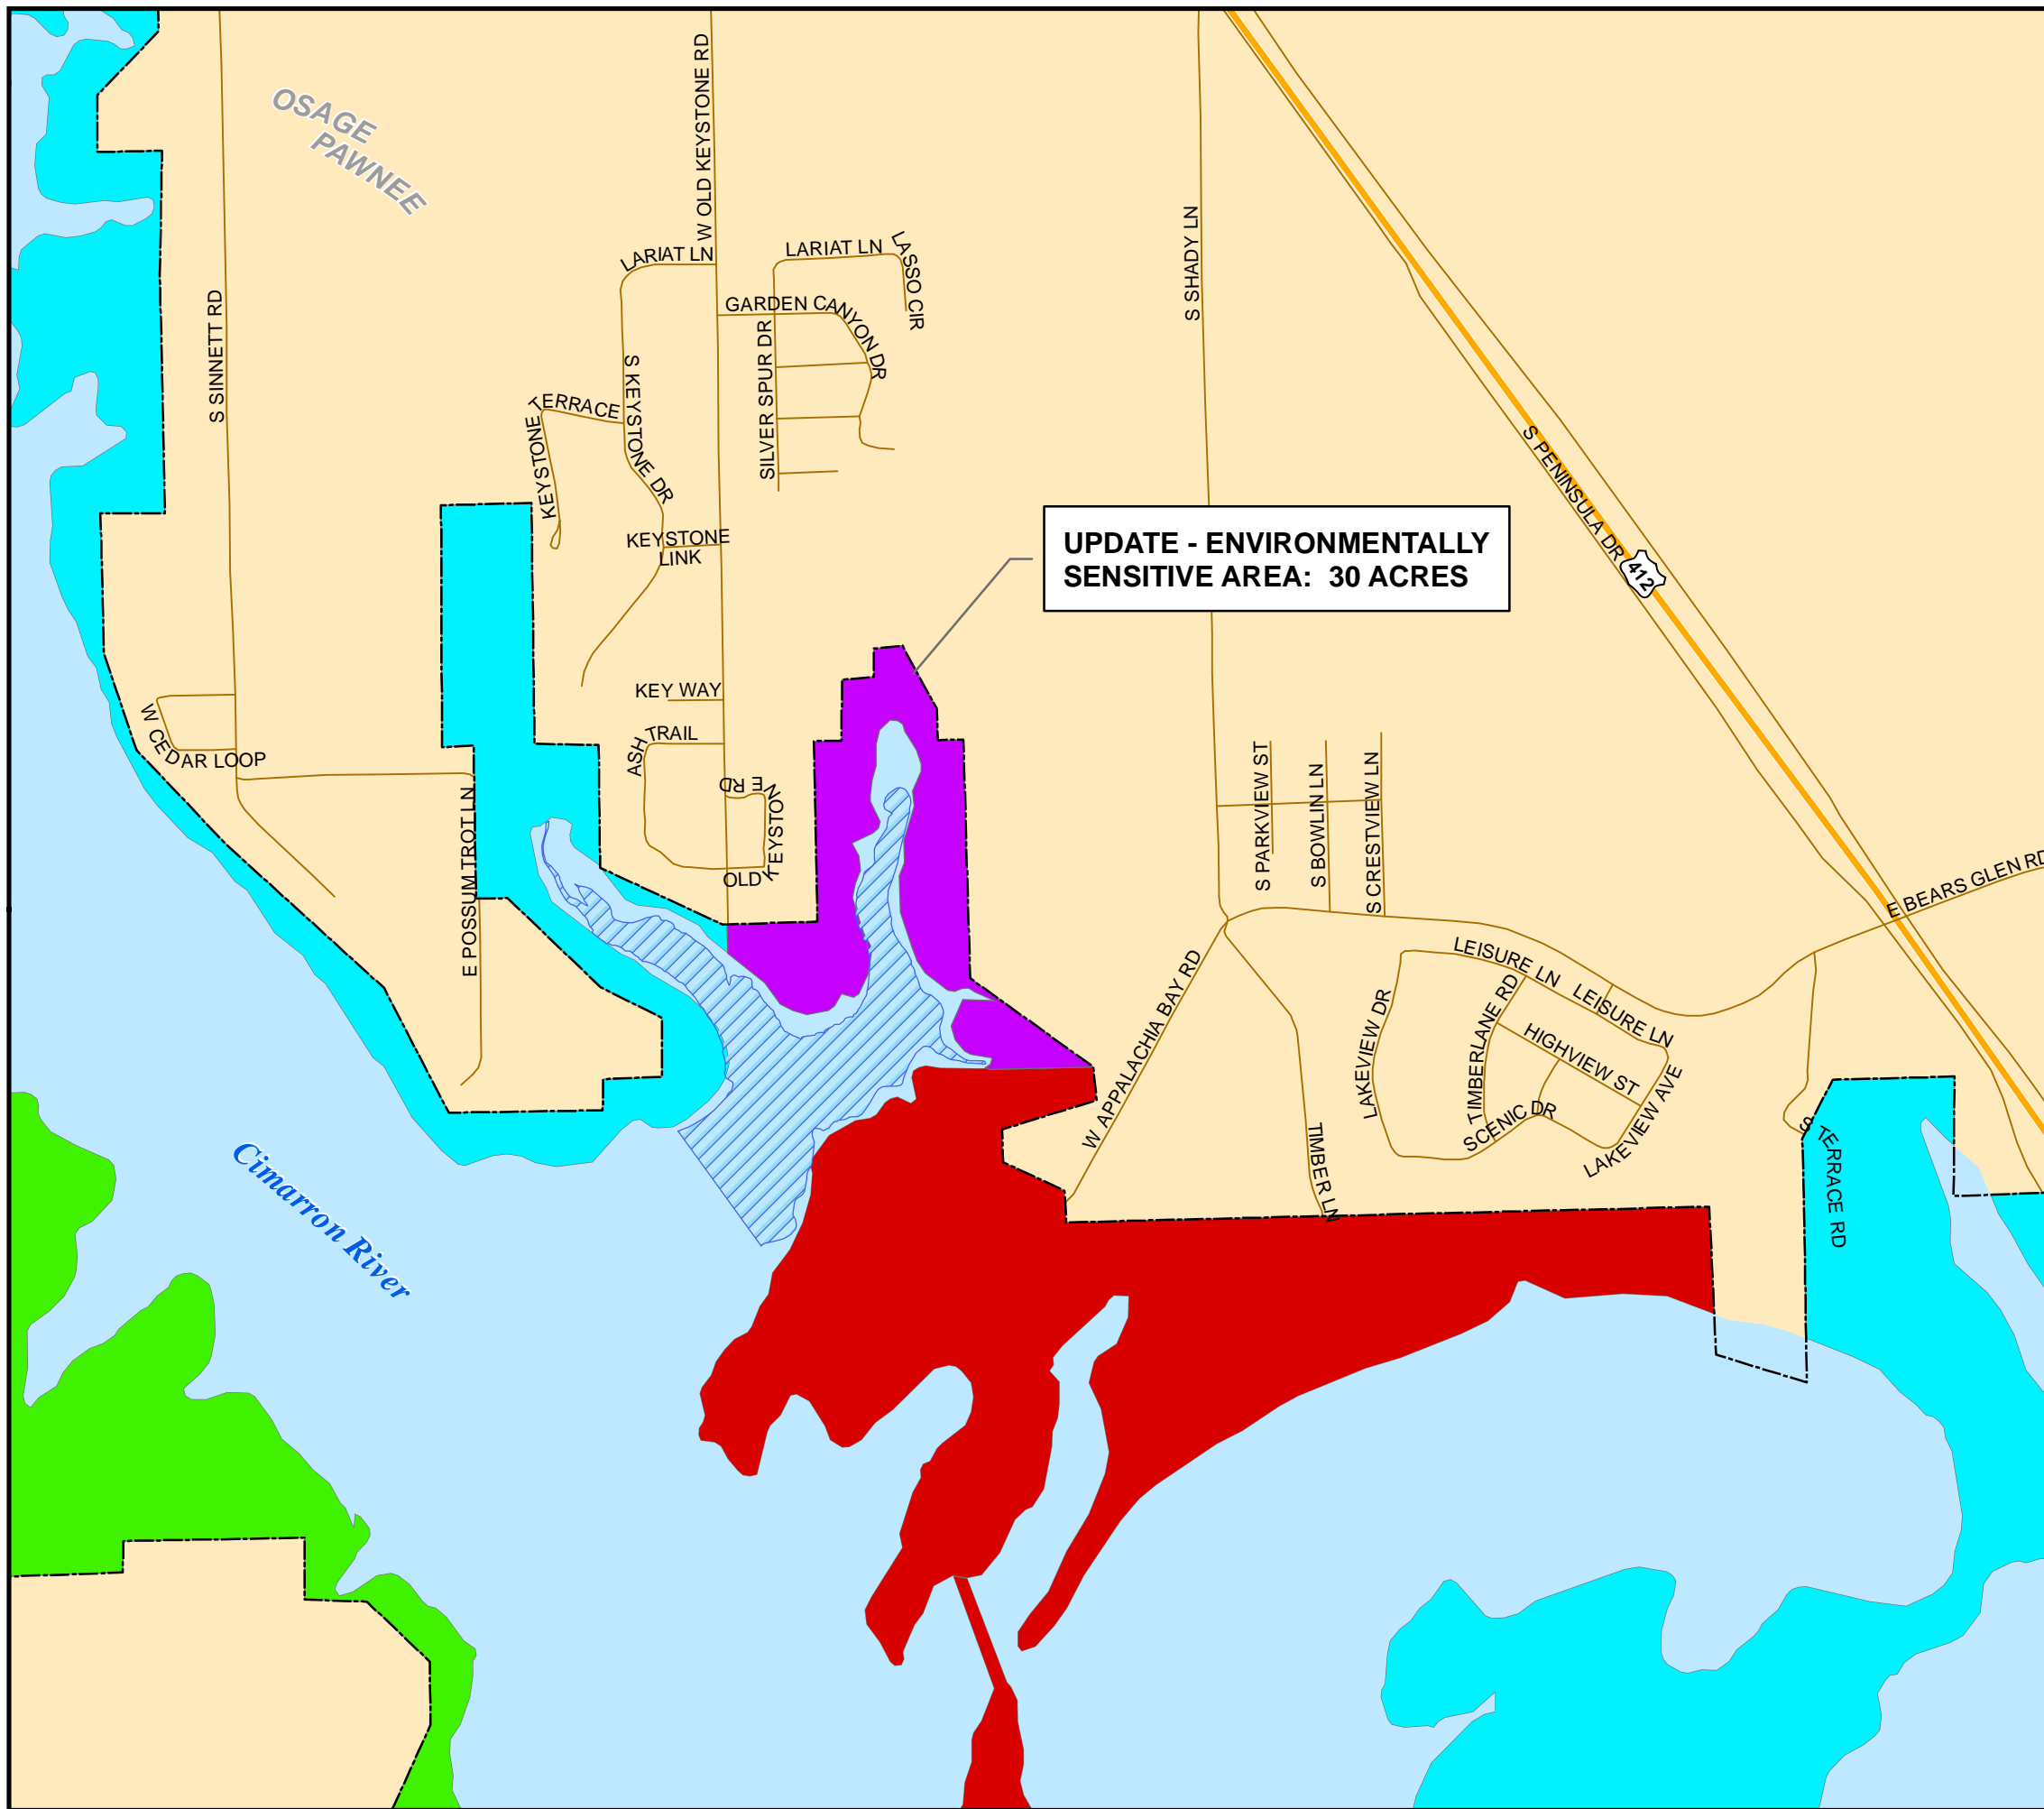 OSAGE
PAWNEE
W OLD KEYSTONE RD
S SINNETT RD
LARIAT LN
LARIAT LN
LASSO CIR
S SHADY LN
GARDEN CANYON DR
SILVER SPUR DR
S KEYSTONE DR
KEYSTONE TERRACE
KEYSTONE
LINK
S PENINSULA DR
412
UPDATE - ENVIRONMENTALLY
SENSITIVE AREA: 30 ACRES
KEY WAY
ASH TRAIL
W CEDAR LOOP
OLD KEYSTONE RD
E POSSUM TROT LN
S PARKVIEW ST
S BOWLIN LN
S CRESTVIEW LN
E BEARS GLEN RD
W APPALACHIA BAY RD
LEISURE LN
LEISURE LN
LAKEVIEW DR
TIMBERLANE RD
HIGHVIEW ST
SCENIC DR
LAKEVIEW AVE
TIMBER LN
S TERRACE RD
Cimarron River